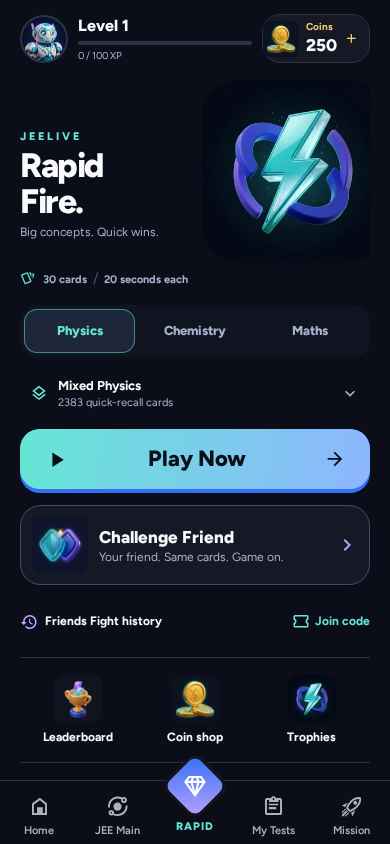 Level 1
0 / 100 XP
Coins
250 +
JEELIVE
Rapid
Fire.
Big concepts. Quick wins.
30 cards / 20 seconds each
Physics
Chemistry
Maths
Mixed Physics
2383 quick-recall cards
Play Now
Challenge Friend
Your friend. Same cards. Game on.
Friends Fight history
Join code
Leaderboard
Coin shop
Trophies
Home
JEE Main
RAPID
My Tests
Mission